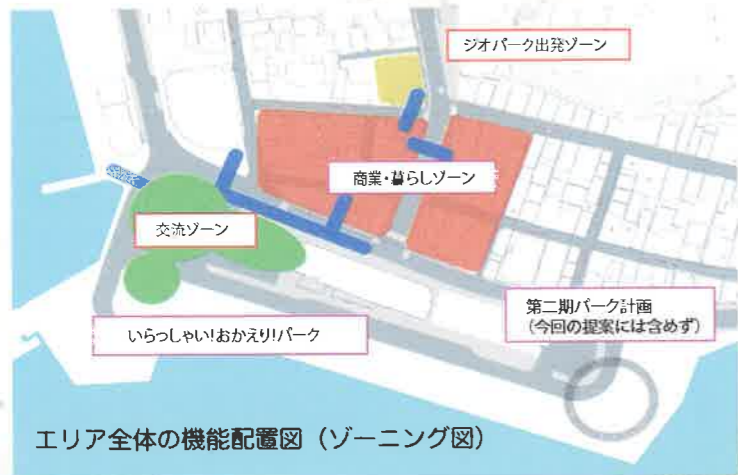 ジオパーク出発ゾーン
商業・暮らしゾーン
交流ゾーン
第二期パーク計画
(今回の提案には含めず)
いらっしゃい!おかえり!パーク
エリア全体の機能配置図（ゾーニング図）